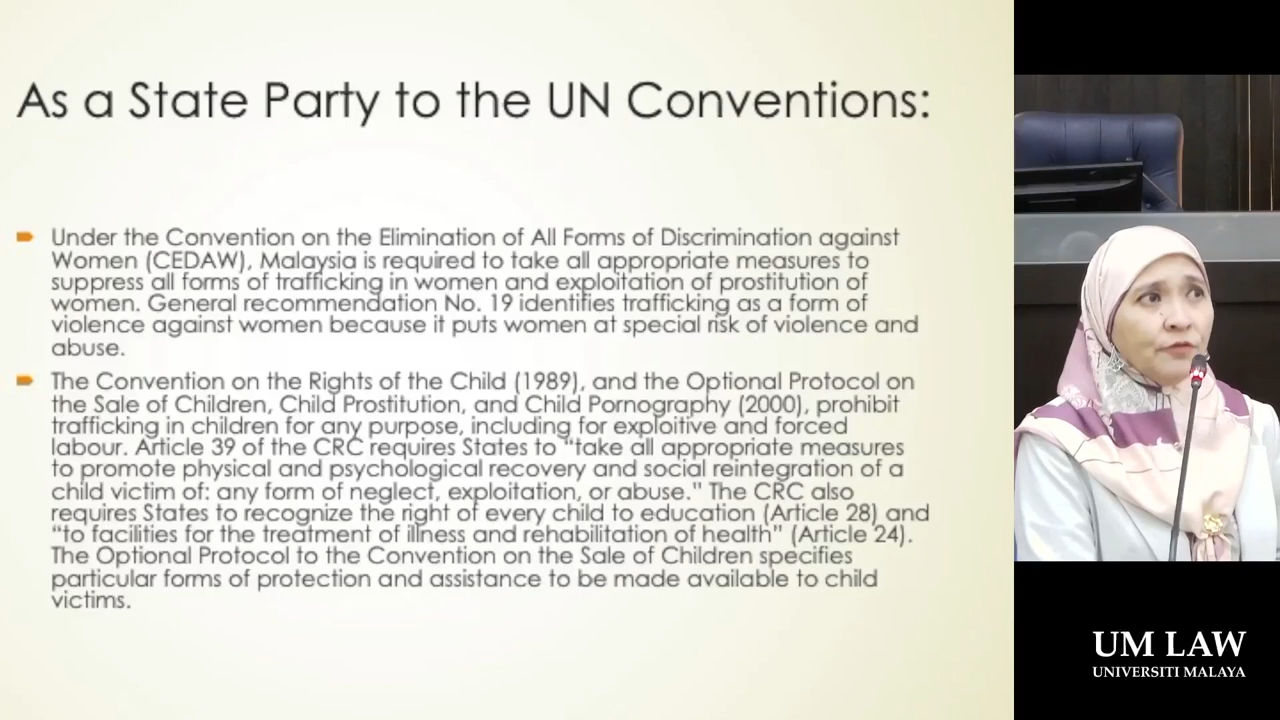 As a State Party to the UN Conventions:
Under the Convention on the Elimination of All Forms of Discrimination against
Women (CEDAW), Malaysia is required to take all appropriate measures to
suppress all forms of trafficking in women and exploitation of prostitution of
women. General recommendation No. 19 identifies trafficking as a form of
violence against women because it puts women at special risk of violence and
abuse.
The Convention on the Rights of the Child (1989), and the Optional Protocol on
the Sale of Children, Child Prostitution, and Child Pornography (2000), prohibit
trafficking in children for any purpose, including for exploitive and forced
labour. Article 39 of the CRC requires States to “take all appropriate measures
to promote physical and psychological recovery and social reintegration of a
child victim of: any form of neglect, exploitation, or abuse.” The CRC also
requires States to recognize the right of every child to education (Article 28) and
“to facilities for the treatment of illness and rehabilitation of health” (Article 24).
The Optional Protocol to the Convention on the Sale of Children specifies
particular forms of protection and assistance to be made available to child
victims.
UM LAW
UNIVERSITI MALAYA